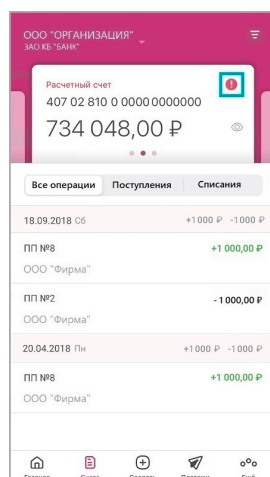 ООО "ОРГАНИЗАЦИЯ"
ЗАО КБ "БАНК"
Расчетный счет
407 02 810 0 0000 0000000
734 048,00 ₽
Все операции Поступления Списания
18.09.2018 Сб +1000 ₽ -1000 ₽
ПП №8 +1 000,00 ₽
ООО "Фирма"
ПП №2 - 1 000,00 ₽
ООО "Фирма"
20.04.2018 Пн +1000 ₽ -1000 ₽
ПП №8 +1 000,00 ₽
ООО "Фирма"